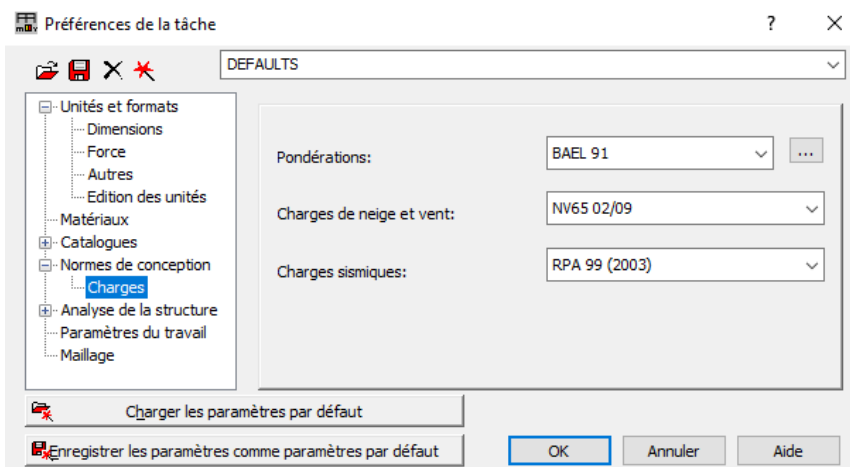 Préférences de la tâche
?
DEFAULTS
Unités et formats
Dimensions
Force
Autres
Edition des unités
Matériaux
Catalogues
Normes de conception
Charges
Analyse de la structure
Paramètres du travail
Maillage
Pondérations:
BAEL 91
...
Charges de neige et vent:
NV65 02/09
Charges sismiques:
RPA 99 (2003)
Charger les paramètres par défaut
Enregistrer les paramètres comme paramètres par défaut
OK
Annuler
Aide